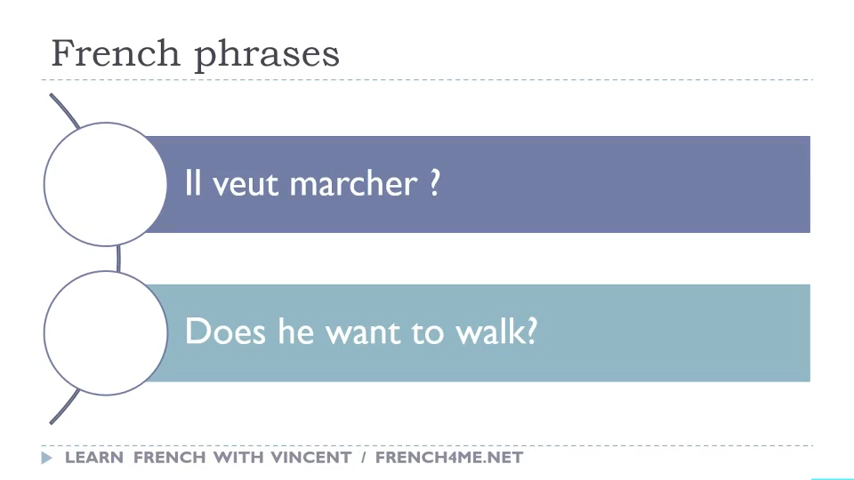 French phrases
Il veut marcher ?
Does he want to walk?
LEARN FRENCH WITH VINCENT / FRENCH4ME.NET